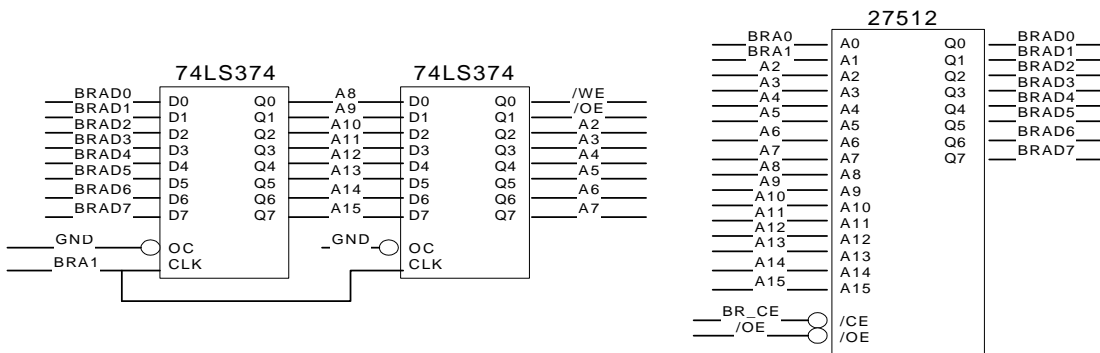 27512
BRA0 A0 Q0 BRAD0
BRA1 A1 Q1 BRAD1
A2 A2 Q2 BRAD2
A3 A3 Q3 BRAD3
A4 A4 Q4 BRAD4
A5 A5 Q5 BRAD5
A6 A6 Q6 BRAD6
A7 A7 Q7 BRAD7
A8 A8
A9 A9
A10 A10
A11 A11
A12 A12
A13 A13
A14 A14
A15 A15
BR_CE /CE
/OE /OE
74LS374 74LS374
BRAD0 D0 Q0 A8 D0 Q0 /WE
BRAD1 D1 Q1 A9 D1 Q1 /OE
BRAD2 D2 Q2 A10 D2 Q2 A2
BRAD3 D3 Q3 A11 D3 Q3 A3
BRAD4 D4 Q4 A12 D4 Q4 A4
BRAD5 D5 Q5 A13 D5 Q5 A5
BRAD6 D6 Q6 A14 D6 Q6 A6
BRAD7 D7 Q7 A15 D7 Q7 A7
GND OC GND OC
BRA1 CLK CLK